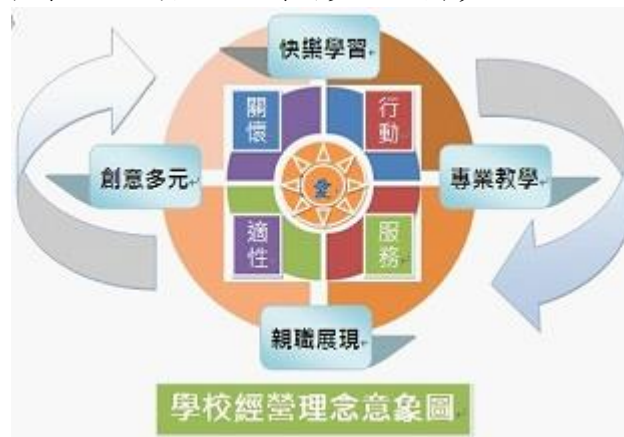 快樂學習
關懷
行動
創意多元
專業教學
適性
服務
親職展現
學校經營理念意象圖